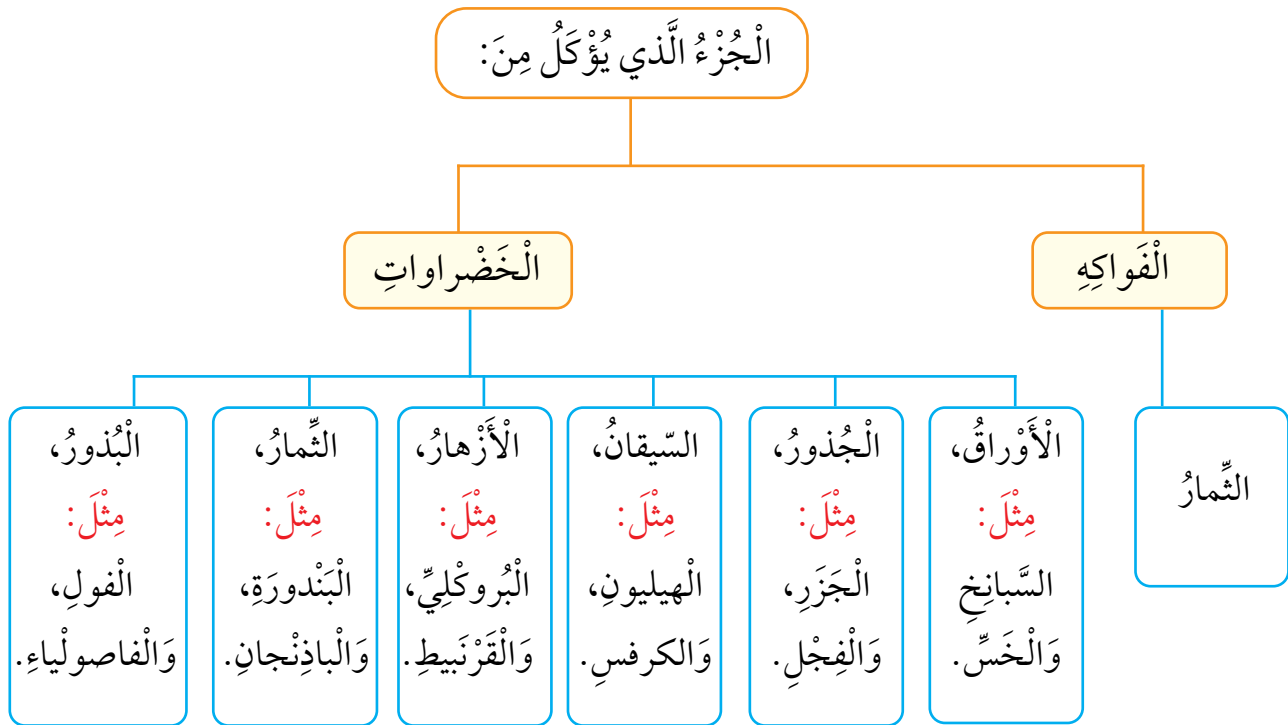 الْجُزْءُ الَّذي يُؤْكَلُ مِنَ:
الْفَواكِهِ
الْخَضْراواتِ
الثِّمارُ
الْأَوْراقُ،
مِثْلَ:
السَّبانِخِ
وَالْخَسِّ.
الْجُذورُ،
مِثْلَ:
الْجَزَرِ،
وَالْفِجْلِ.
السّيقانُ،
مِثْلَ:
الْهيليونِ،
وَالكرفسِ.
الْأَزْهارُ،
مِثْلَ:
الْبُروكْلِيِّ،
وَالْقَرْنَبيطِ.
الثِّمارُ،
مِثْلَ:
الْبَنْدورَةِ،
وَالْباذِنْجانِ.
الْبُذورُ،
مِثْلَ:
الْفولِ،
وَالْفاصولْياءِ.